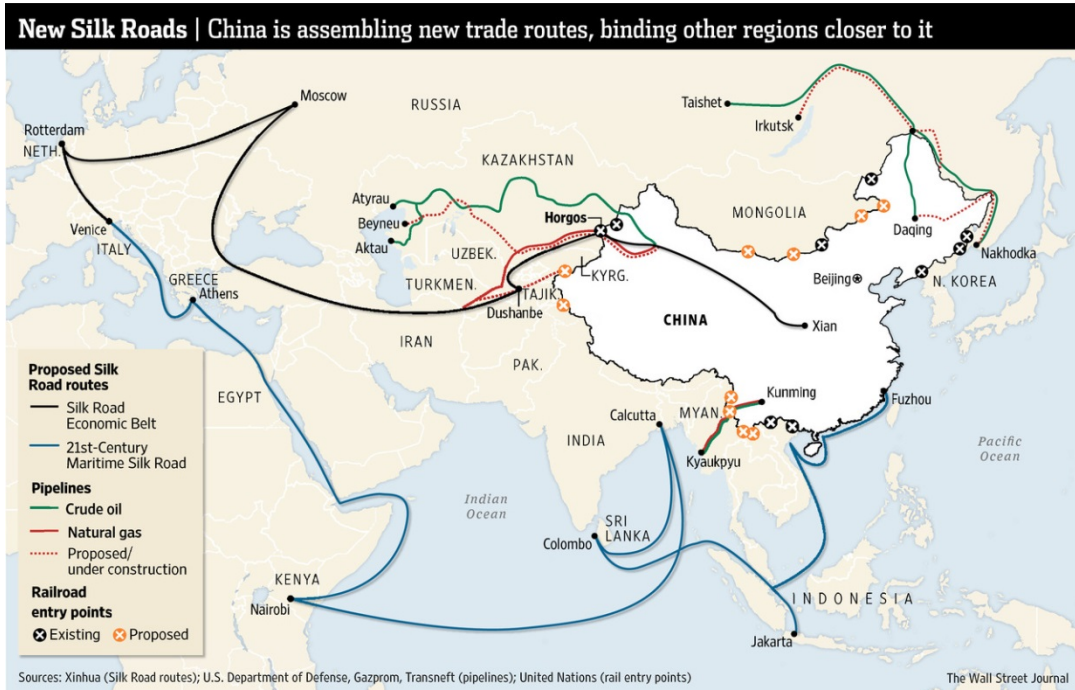 New Silk Roads | China is assembling new trade routes, binding other regions closer to it
Moscow
RUSSIA
Taishet
Irkutsk
Rotterdam
NETH.
KAZAKHSTAN
Atyrau
Beyneu
Aktau
Horgos
MONGOLIA
Daqing
Nakhodka
Venice
ITALY
UZBEK.
GREECE
Athens
TURKMEN.
KYRG.
TAJIK.
Dushanbe
Beijing
N. KOREA
CHINA
Xian
IRAN
PAK.
EGYPT
Calcutta
MYAN.
Kunming
Fuzhou
INDIA
Kyaukpyu
Pacific
Ocean
Indian
Ocean
SRI
LANKA
Colombo
KENYA
Nairobi
INDONESIA
Jakarta
Proposed Silk
Road routes
Silk Road
Economic Belt
21st-Century
Maritime Silk Road
Pipelines
Crude oil
Natural gas
Proposed/
under construction
Railroad
entry points
Existing
Proposed
Sources: Xinhua (Silk Road routes); U.S. Department of Defense, Gazprom, Transneft (pipelines); United Nations (rail entry points)
The Wall Street Journal